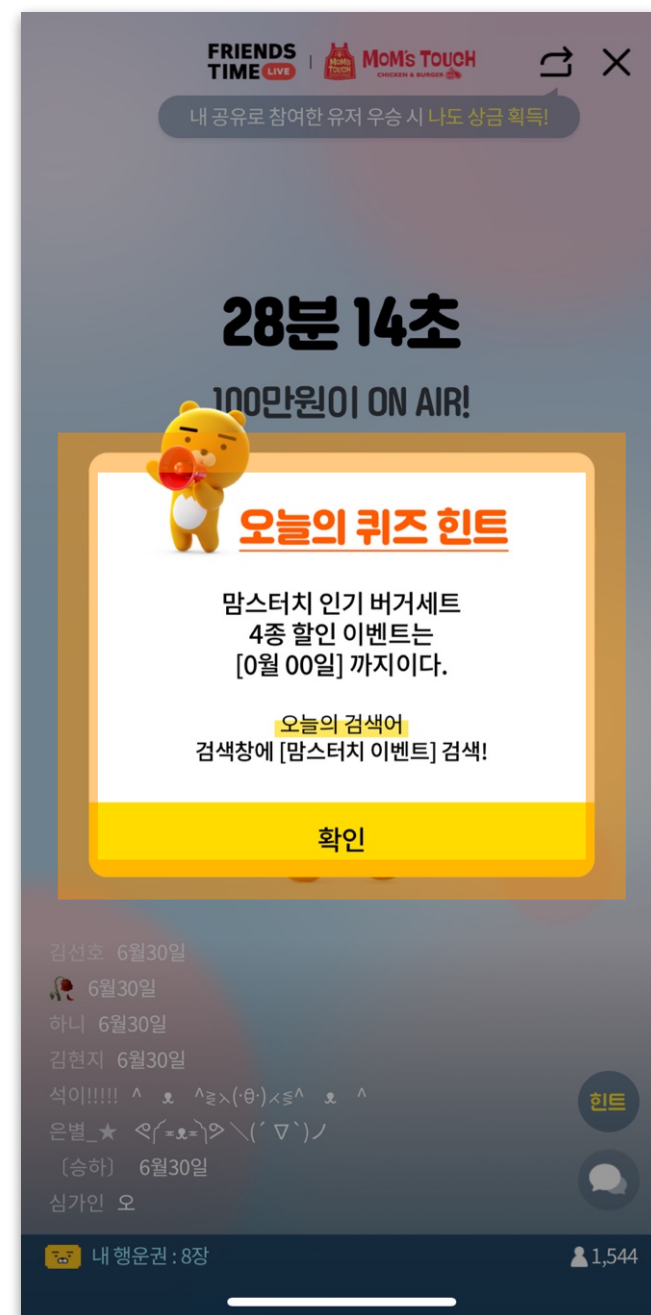 FRIENDS
TIME LIVE
MOM'S TOUCH
MOM'S TOUCH
CHICKEN & BURGER
내 공유로 참여한 유저 우승 시 나도 상금 획득!
28분 14초
100만원이 ON AIR!
오늘의 퀴즈 힌트
맘스터치 인기 버거세트
4종 할인 이벤트는
[0월 00일] 까지이다.
오늘의 검색어
검색창에 [맘스터치 이벤트] 검색!
확인
김선호 6월30일
6월30일
하니 6월30일
김현지 6월30일
석이!!!!! ^ ᴥ ^≷ㅅ(·θ·)ㅅ≶^ ᴥ ^
은별_★
〔승하〕 6월30일
심가인 오
힌트
내 행운권 : 8장
1,544